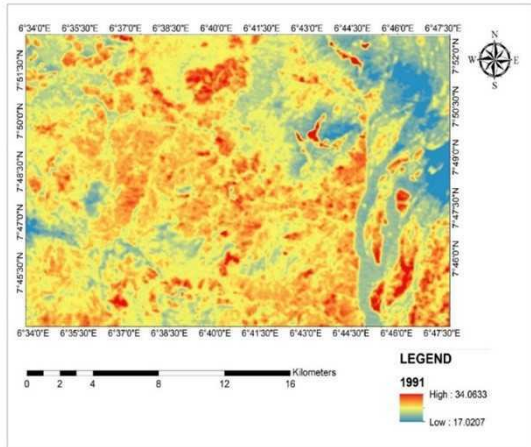 6°34'0"E 6°35'30"E 6°37'0"E 6°38'30"E 6°40'0"E 6°41'30"E 6°43'0"E 6°44'30"E 6°46'0"E 6°47'30"E
N
W E
S
7°51'30"N
7°50'0"N
7°48'30"N
7°47'0"N
7°45'30"N
7°52'0"N
7°50'30"N
7°49'0"N
7°47'30"N
7°46'0"N
6°34'0"E 6°35'30"E 6°37'0"E 6°38'30"E 6°40'0"E 6°41'30"E 6°43'0"E 6°44'30"E 6°46'0"E 6°47'30"E
Kilometers
0 2 4 8 12 16
LEGEND
1991
High : 34.0633
Low : 17.0207